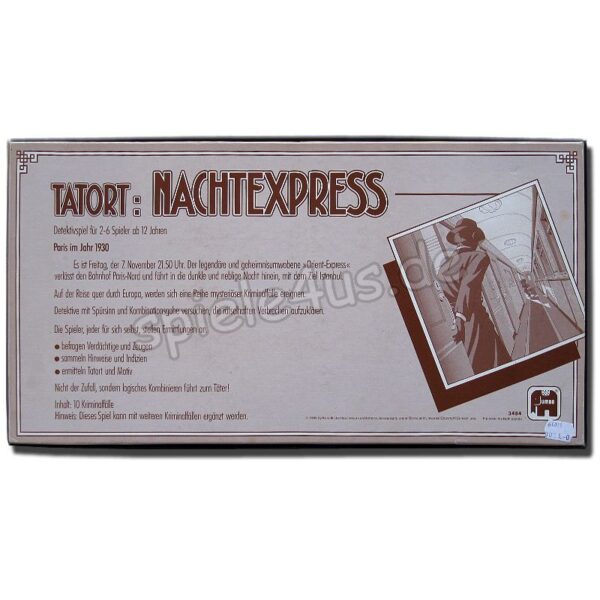 TATORT: NACHTEXPRESS
Detektivspiel für 2-6 Spieler ab 12 Jahren
Paris im Jahr 1930
Es ist Freitag, der 7. November 21.50 Uhr. Der legendäre und geheimnisumwobene »Orient-Express«
verlässt den Bahnhof Paris-Nord und fährt in die dunkle und neblige Nacht hinein, mit dem Ziel Istanbul.
Auf der Reise quer durch Europa, werden sich eine Reihe mysteriöser Kriminalfälle ereignen.
Detektive mit Spürsinn und Kombinationsgabe versuchen, die rätselhaften Verbrechen aufzuklären.
Die Spieler, jeder für sich selbst, stellen Ermittlungen an.
• befragen Verdächtige und Zeugen
• sammeln Hinweise und Indizien
• ermitteln Tatort und Motiv
Nicht der Zufall, sondern logisches Kombinieren führt zum Täter!
Inhalt: 10 Kriminalfälle
Hinweis: Dieses Spiel kann mit weiteren Kriminalfällen ergänzt werden.
3484
Jumbo
spiele4us.de